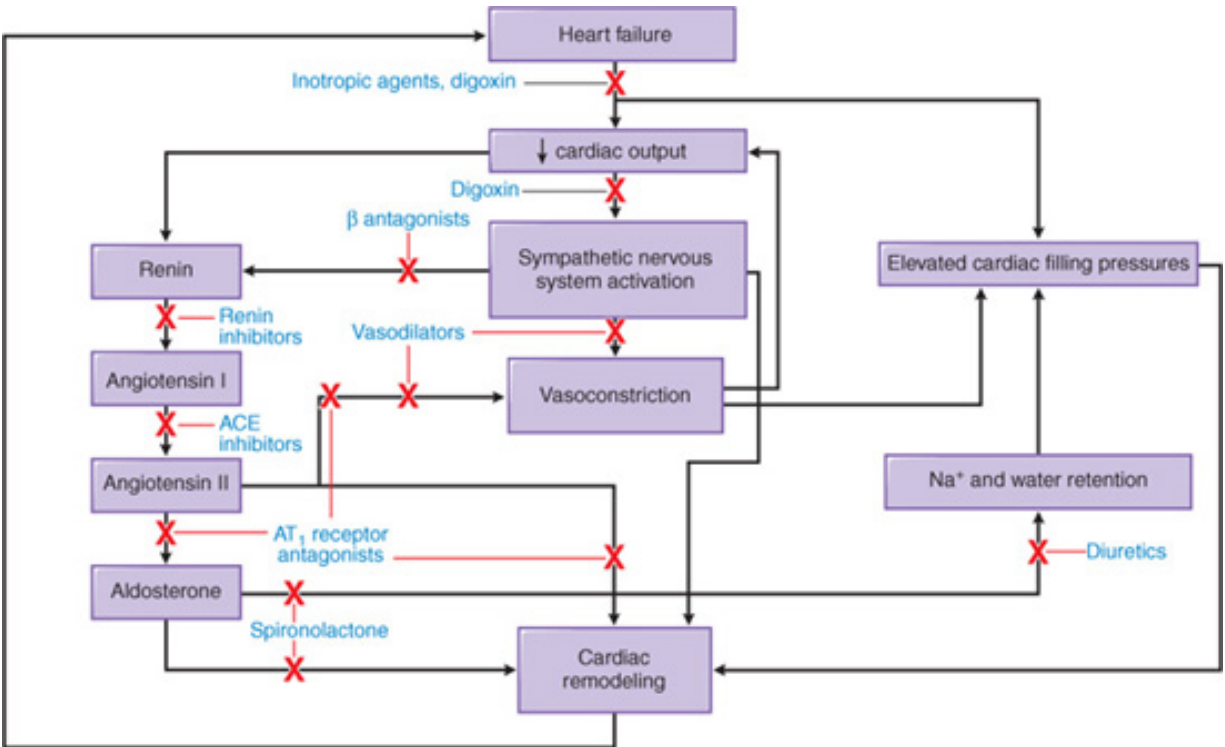 Heart failure
Inotropic agents, digoxin
↓ cardiac output
Digoxin
β antagonists
Renin
Sympathetic nervous
system activation
Elevated cardiac filling pressures
Renin
inhibitors
Vasodilators
Angiotensin I
Vasoconstriction
ACE
inhibitors
Angiotensin II
Na⁺ and water retention
AT₁ receptor
antagonists
Diuretics
Aldosterone
Spironolactone
Cardiac
remodeling